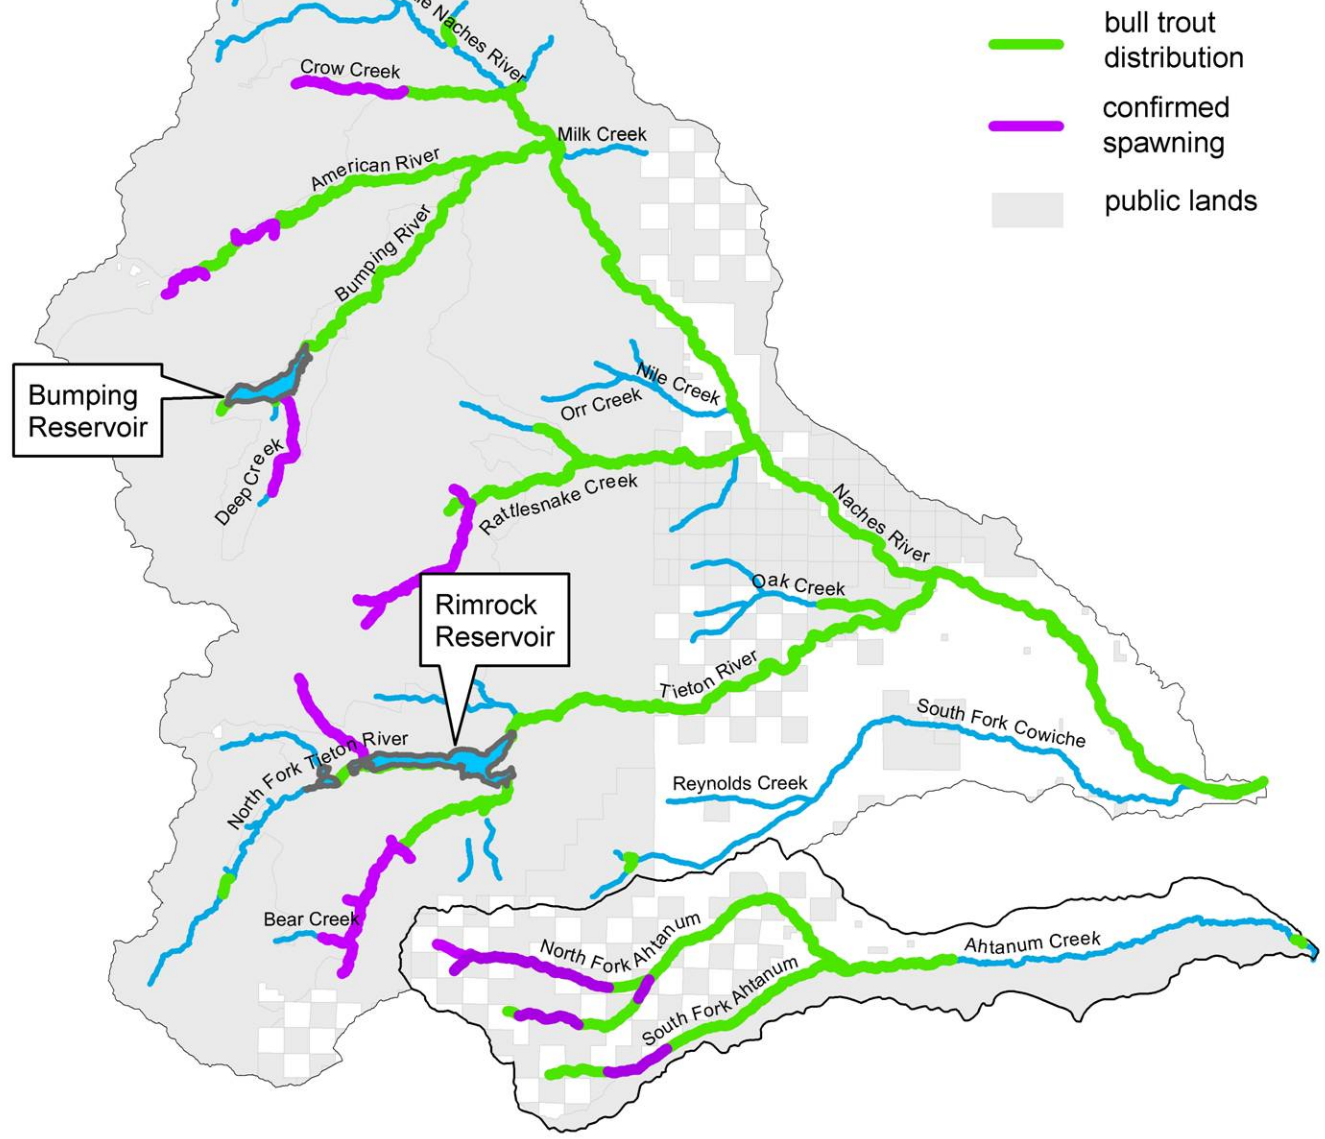 Naches River
bull trout
distribution
Crow Creek
confirmed
spawning
Milk Creek
American River
public lands
Bumping River
Nile Creek
Bumping
Reservoir
Orr Creek
Deep Creek
Rattlesnake Creek
Naches River
Oak Creek
Rimrock
Reservoir
Tieton River
South Fork Cowiche
North Fork Tieton River
Reynolds Creek
Bear Creek
North Fork Ahtanum
Ahtanum Creek
South Fork Ahtanum